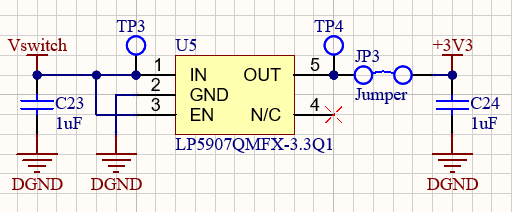 TP3
TP4
Vswitch
U5
JP3
+3V3
1
IN
OUT
5
2
GND
Jumper
C23
3
EN
N/C
4
C24
1uF
1uF
LP5907QMFX-3.3Q1
DGND
DGND
DGND